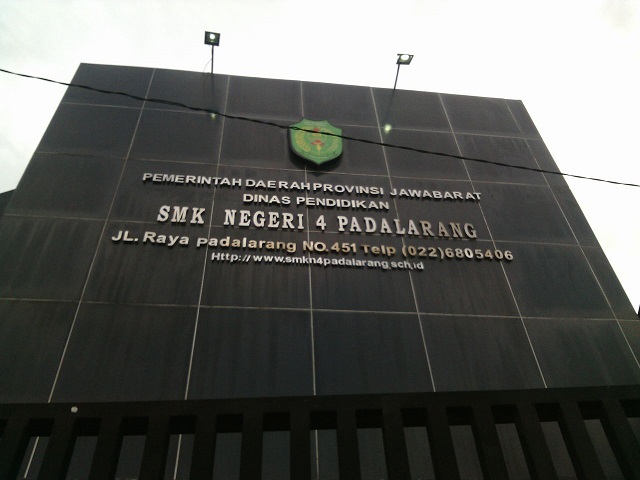 PEMERINTAH DAERAH PROVINSI JAWABARAT
DINAS PENDIDIKAN
SMK NEGERI 4 PADALARANG
JL. Raya Padalarang NO.451 Telp (022)6805406
Http://www.smkn4padalarang.sch.id